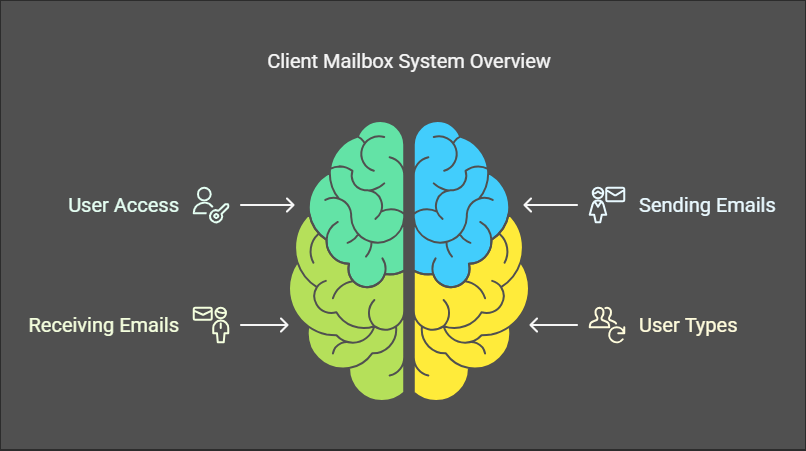 Client Mailbox System Overview
User Access
Sending Emails
Receiving Emails
User Types